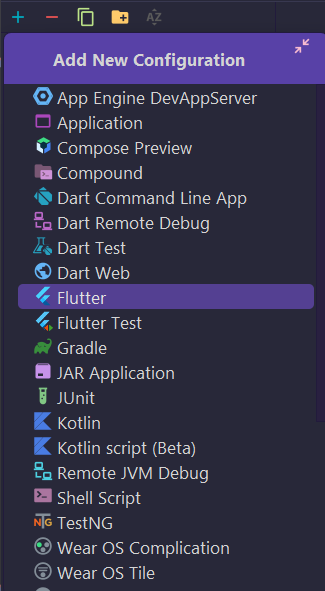 AZ
Add New Configuration
App Engine DevAppServer
Application
Compose Preview
Compound
Dart Command Line App
Dart Remote Debug
Dart Test
Dart Web
Flutter
Flutter Test
Gradle
JAR Application
JUnit
Kotlin
Kotlin script (Beta)
Remote JVM Debug
Shell Script
NG TestNG
Wear OS Complication
Wear OS Tile